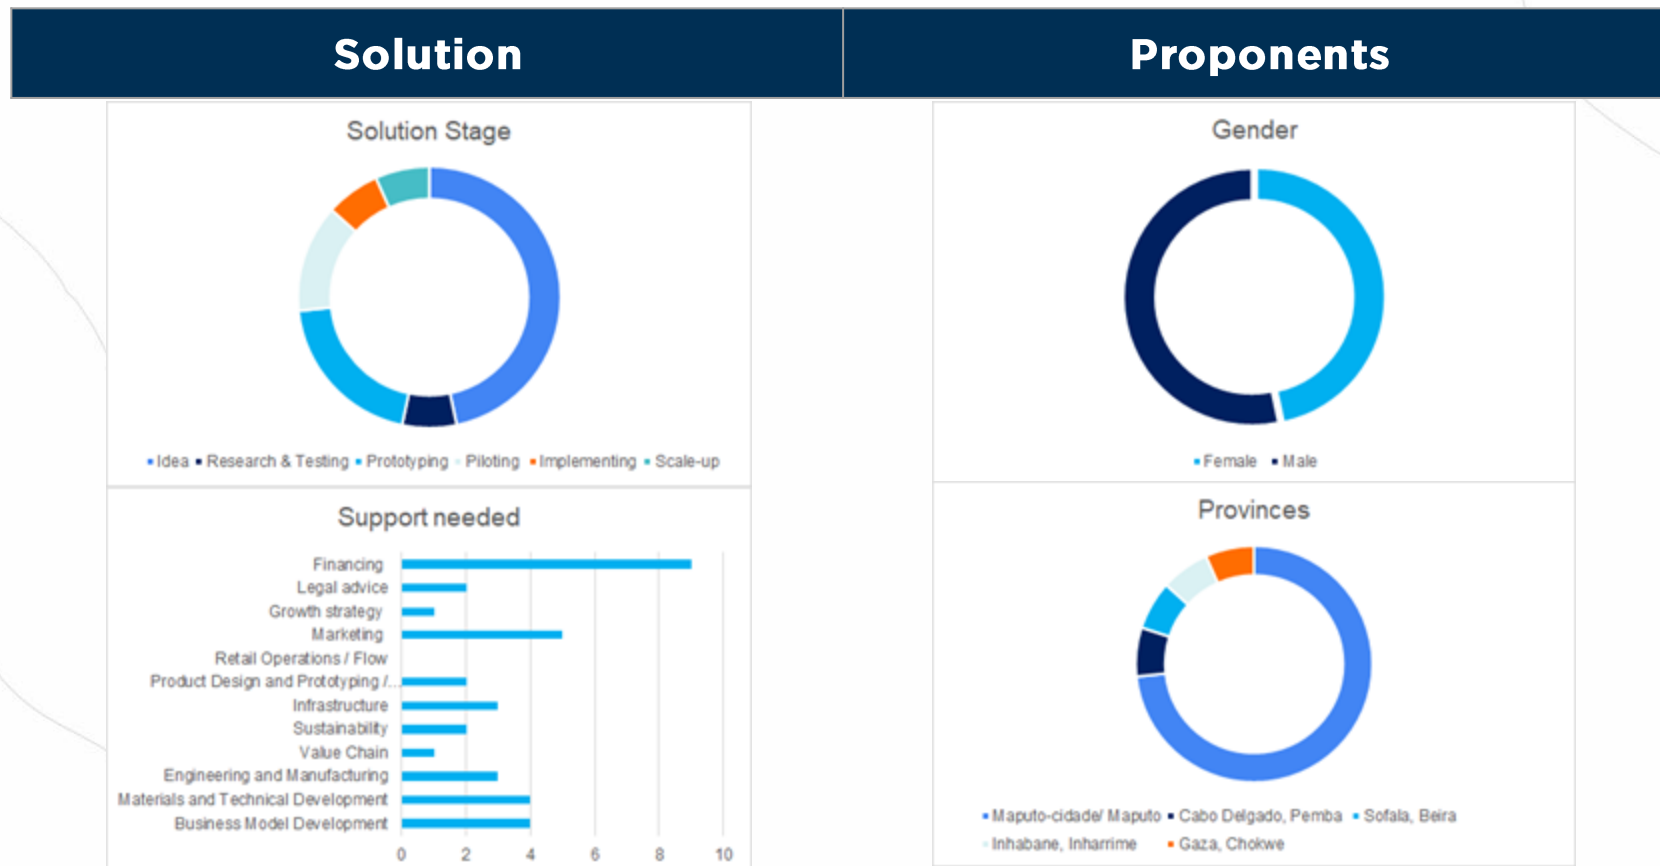 Solution
Proponents
Solution Stage
Idea Research & Testing Prototyping Piloting Implementing Scale-up
Gender
Female Male
Support needed
Financing
Legal advice
Growth strategy
Marketing
Retail Operations / Flow
Product Design and Prototyping /...
Infrastructure
Sustainability
Value Chain
Engineering and Manufacturing
Materials and Technical Development
Business Model Development
0 2 4 6 8 10
Provinces
Maputo-cidade/ Maputo Cabo Delgado, Pemba Sofala, Beira
Inhabane, Inharrime Gaza, Chokwe